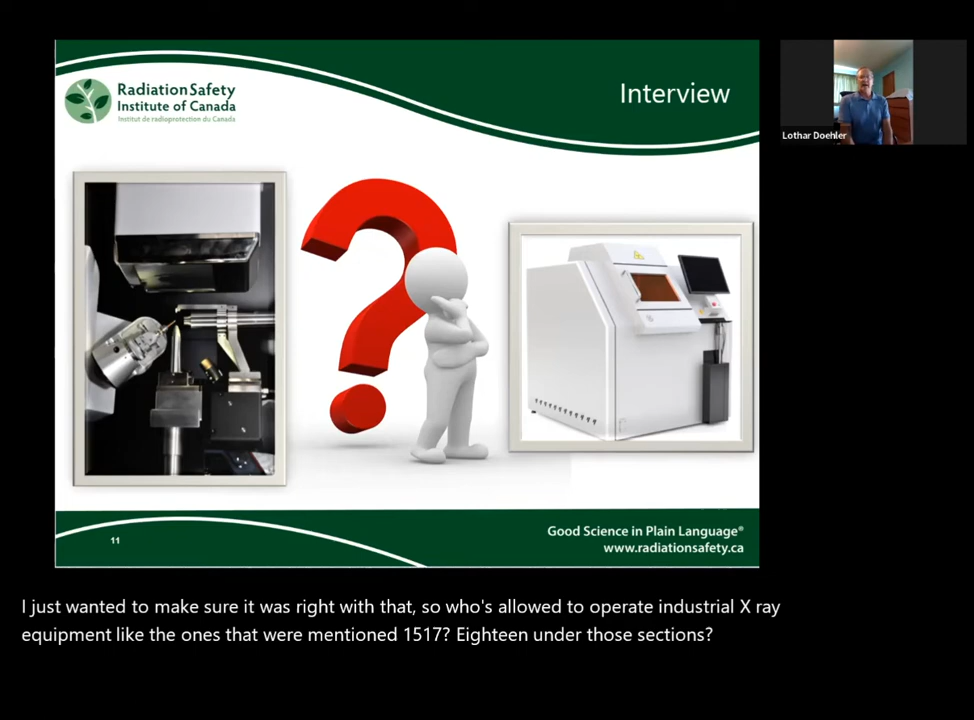 Radiation Safety
Institute of Canada
Institut de radioprotection du Canada
Interview
Lothar Doehler
11
Good Science in Plain Language®
www.radiationsafety.ca
I just wanted to make sure it was right with that, so who's allowed to operate industrial X ray
equipment like the ones that were mentioned 1517? Eighteen under those sections?